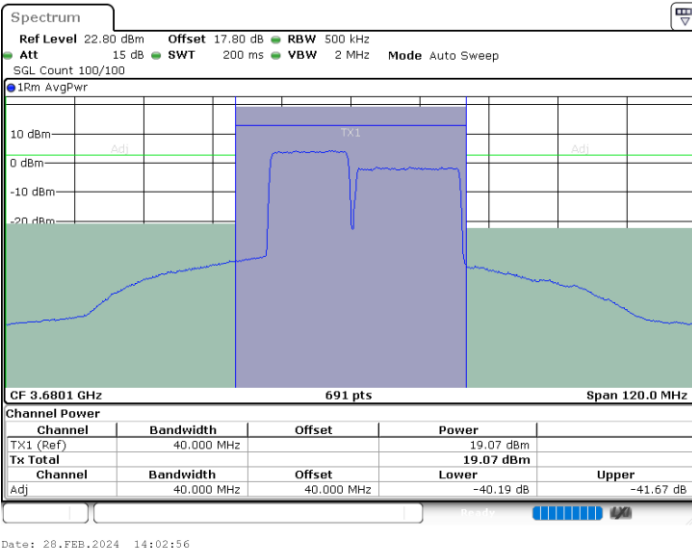 Spectrum
Ref Level 22.80 dBm Offset 17.80 dB RBW 500 kHz
Att 15 dB SWT 200 ms VBW 2 MHz Mode Auto Sweep
SGL Count 100/100
1Rm AvgPwr
10 dBm
TX1
Adj Adj
0 dBm
-10 dBm
-20 dBm
CF 3.6801 GHz 691 pts Span 120.0 MHz
Channel Power
Channel Bandwidth Offset Power
TX1 (Ref) 40.000 MHz 19.07 dBm
Tx Total 19.07 dBm
Channel Bandwidth Offset Lower Upper
Adj 40.000 MHz 40.000 MHz -40.19 dB -41.67 dB
Ready
Date: 28.FEB.2024 14:02:56